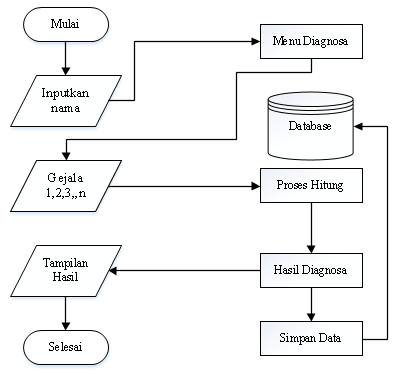 Mulai
Menu Diagnosa
Inputkan
nama
Database
Gejala
1,2,3,,n
Proses Hitung
Tampilan
Hasil
Hasil Diagnosa
Selesai
Simpan Data